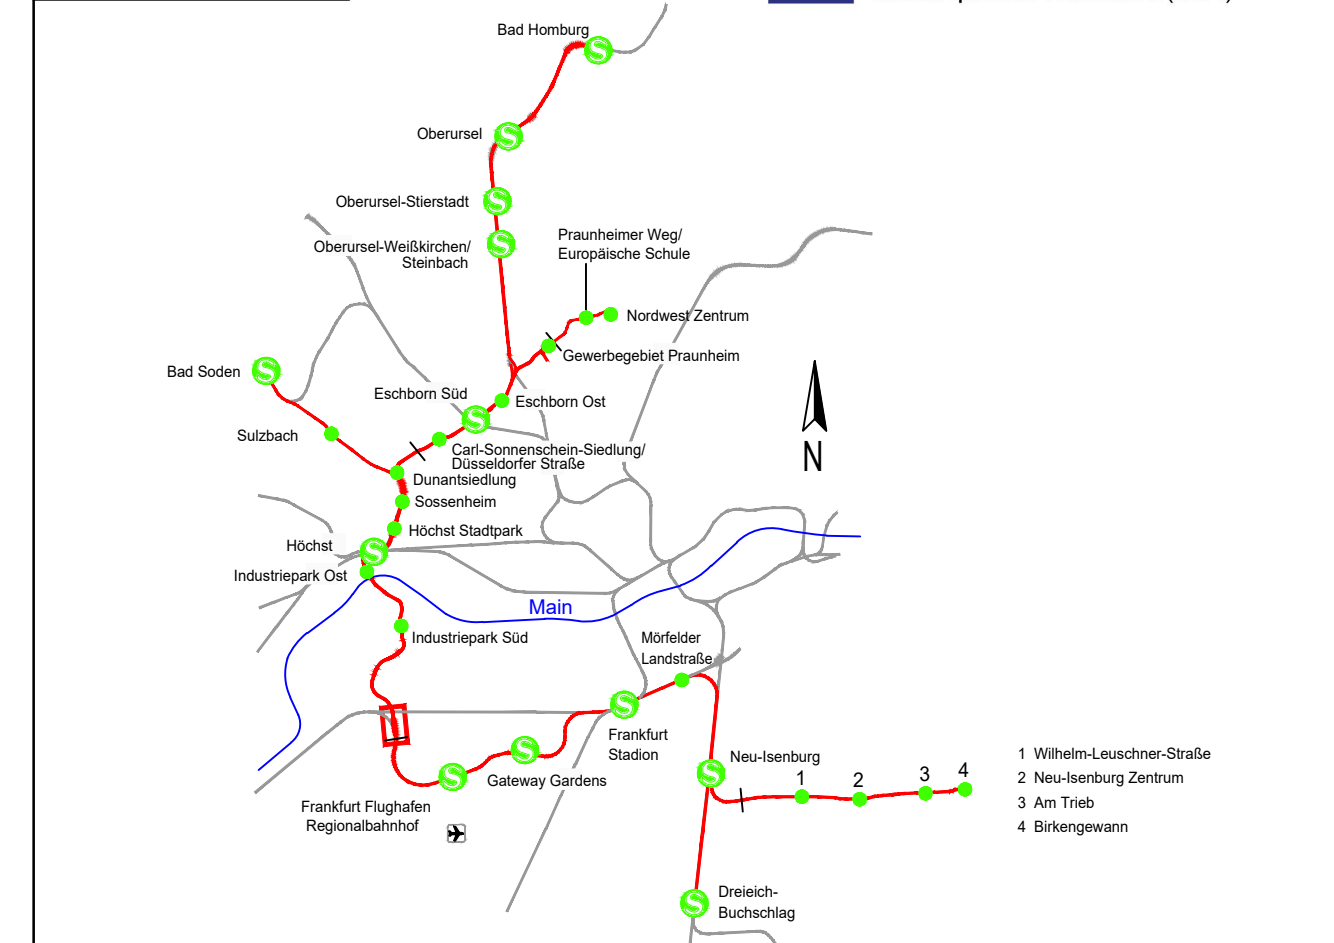 Bad Homburg
S
Oberursel
S
Oberursel-Stierstadt
S
Oberursel-Weißkirchen/
Steinbach
S
Praunheimer Weg/
Europäische Schule
Nordwest Zentrum
Gewerbegebiet Praunheim
Bad Soden
S
Eschborn Süd
S
Eschborn Ost
Sulzbach
Carl-Sonnenschein-Siedlung/
Düsseldorfer Straße
N
Dunantsiedlung
Sossenheim
Höchst Stadtpark
Höchst
S
Industriepark Ost
Main
Industriepark Süd
Mörfelder
Landstraße
S
Frankfurt
Stadion
S
Gateway Gardens
S
Frankfurt Flughafen
Regionalbahnhof
Neu-Isenburg
S
1
2
3
4
1 Wilhelm-Leuschner-Straße
2 Neu-Isenburg Zentrum
3 Am Trieb
4 Birkengewann
S
Dreieich-
Buchschlag